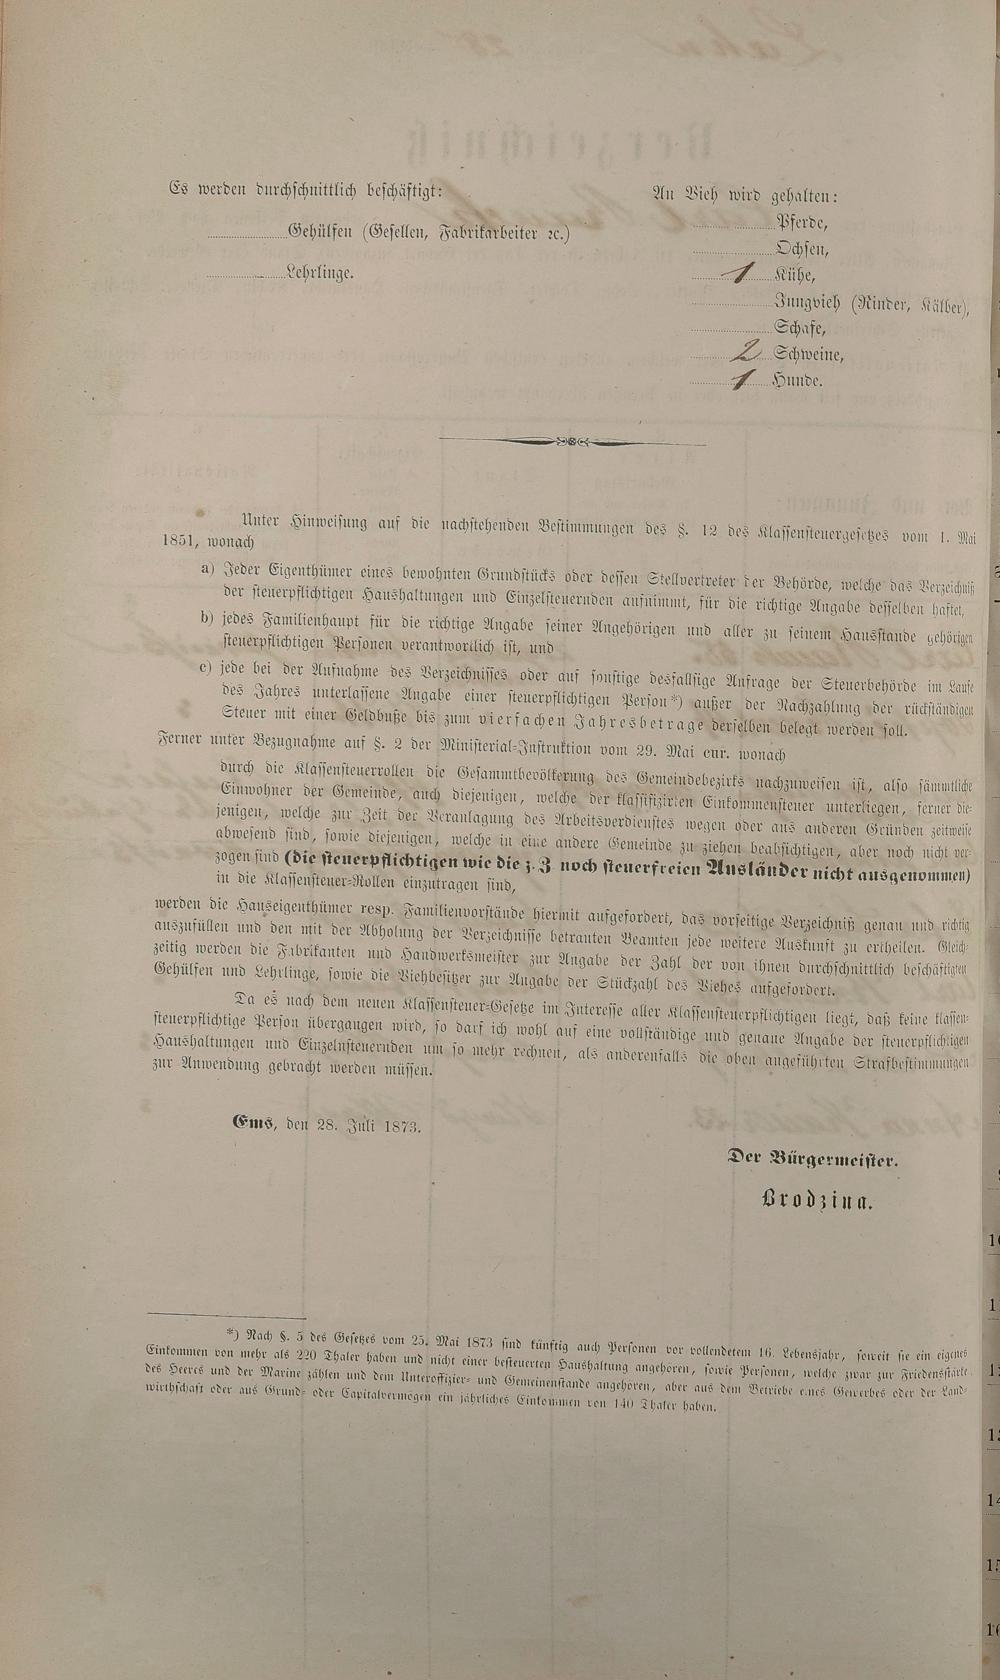 Es werden durchschnittlich beschäftigt:
Gehülfen (Gesellen, Fabrikarbeiter ꝛc.)
Lehrlinge.
An Vieh wird gehalten:
Pferde,
Ochsen,
1 Kühe,
Jungvieh (Rinder, Kälber),
Schafe,
2 Schweine,
1 Hunde.
Unter Hinweisung auf die nachstehenden Bestimmungen des §. 12 des Klassensteuergesetzes vom 1. Mai
1851, wonach
a) Jeder Eigenthümer eines bewohnten Grundstücks oder dessen Stellvertreter der Behörde, welche das Verzeichniß
der steuerpflichtigen Haushaltungen und Einzelsteuernden aufnimmt, für die richtige Angabe desselben haftet,
b) jedes Familienhaupt für die richtige Angabe seiner Angehörigen und aller zu seinem Hausstande gehörigen
steuerpflichtigen Personen verantwortlich ist, und
c) jede bei der Aufnahme des Verzeichnisses oder auf sonstige desfallsige Anfrage der Steuerbehörde im Laufe
des Jahres unterlassene Angabe einer steuerpflichtigen Person*) außer der Nachzahlung der rückständigen
Steuer mit einer Geldbuße bis zum vierfachen Jahresbetrage derselben belegt werden soll.
Ferner unter Bezugnahme auf §. 2 der Ministerial-Instruktion vom 29. Mai cur. wonach
durch die Klassensteuerrollen die Gesammtbevölkerung des Gemeindebezirks nachzuweisen ist, also sämmtliche
Einwohner der Gemeinde, auch diejenigen, welche der klassifizirten Einkommensteuer unterliegen, ferner die-
jenigen, welche zur Zeit der Veranlagung des Arbeitsverdienstes wegen oder aus anderen Gründen zeitweise
abwesend sind, sowie diejenigen, welche in eine andere Gemeinde zu ziehen beabsichtigen, aber noch nicht ver-
zogen sind (die steuerpflichtigen wie die z. Z. noch steuerfreien Ausländer nicht ausgenommen)
in die Klassensteuer-Rollen einzutragen sind,
werden die Hauseigenthümer resp. Familienvorstände hiermit aufgefordert, das vorseitige Verzeichniß genau und richtig
auszufüllen und den mit der Abholung der Verzeichnisse betrauten Beamten jede weitere Auskunft zu ertheilen. Gleich-
zeitig werden die Fabrikanten und Handwerksmeister zur Angabe der Zahl der von ihnen durchschnittlich beschäftigten
Gehülfen und Lehrlinge, sowie die Viehbesitzer zur Angabe der Stückzahl des Viehes aufgefordert.
Da es nach dem neuen Klassensteuer-Gesetze im Interesse aller Klassensteuerpflichtigen liegt, daß keine klassen-
steuerpflichtige Person übergangen wird, so darf ich wohl auf eine vollständige und genaue Angabe der steuerpflichtigen
Haushaltungen und Einzelnsteuernden um so mehr rechnen, als anderenfalls die oben angeführten Strafbestimmungen
zur Anwendung gebracht werden müssen.
Ems, den 28. Juli 1873.
Der Bürgermeister.
Brodzina.
*) Nach §. 5 des Gesetzes vom 25. Mai 1873 sind künftig auch Personen vor vollendetem 16. Lebensjahr, soweit sie ein eigenes
Einkommen von mehr als 220 Thaler haben und nicht einer besteuerten Haushaltung angehören, sowie Personen, welche zwar zur Friedensstärke
des Heeres und der Marine zählen und dem Unteroffizier- und Gemeinenstande angehören, aber aus dem Betriebe eines Gewerbes oder der Land-
wirthschaft oder aus Grund- oder Capitalvermögen ein jährliches Einkommen von 140 Thaler haben.